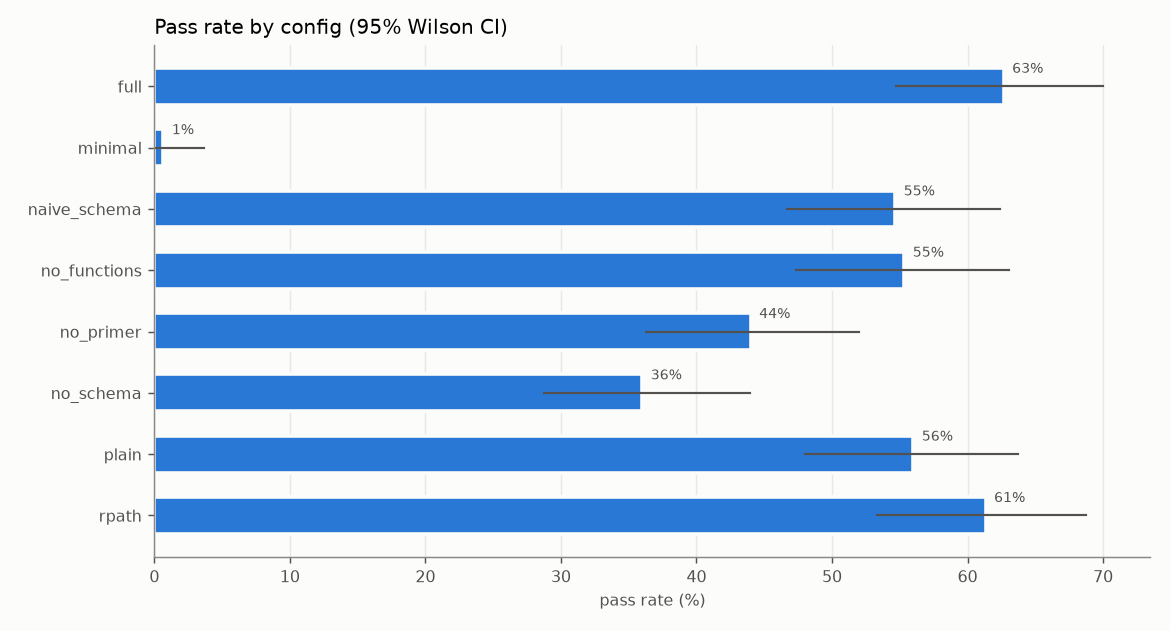 Pass rate by config (95% Wilson CI)
full
63%
minimal
1%
naive_schema
55%
no_functions
55%
no_primer
44%
no_schema
36%
plain
56%
rpath
61%
0 10 20 30 40 50 60 70
pass rate (%)